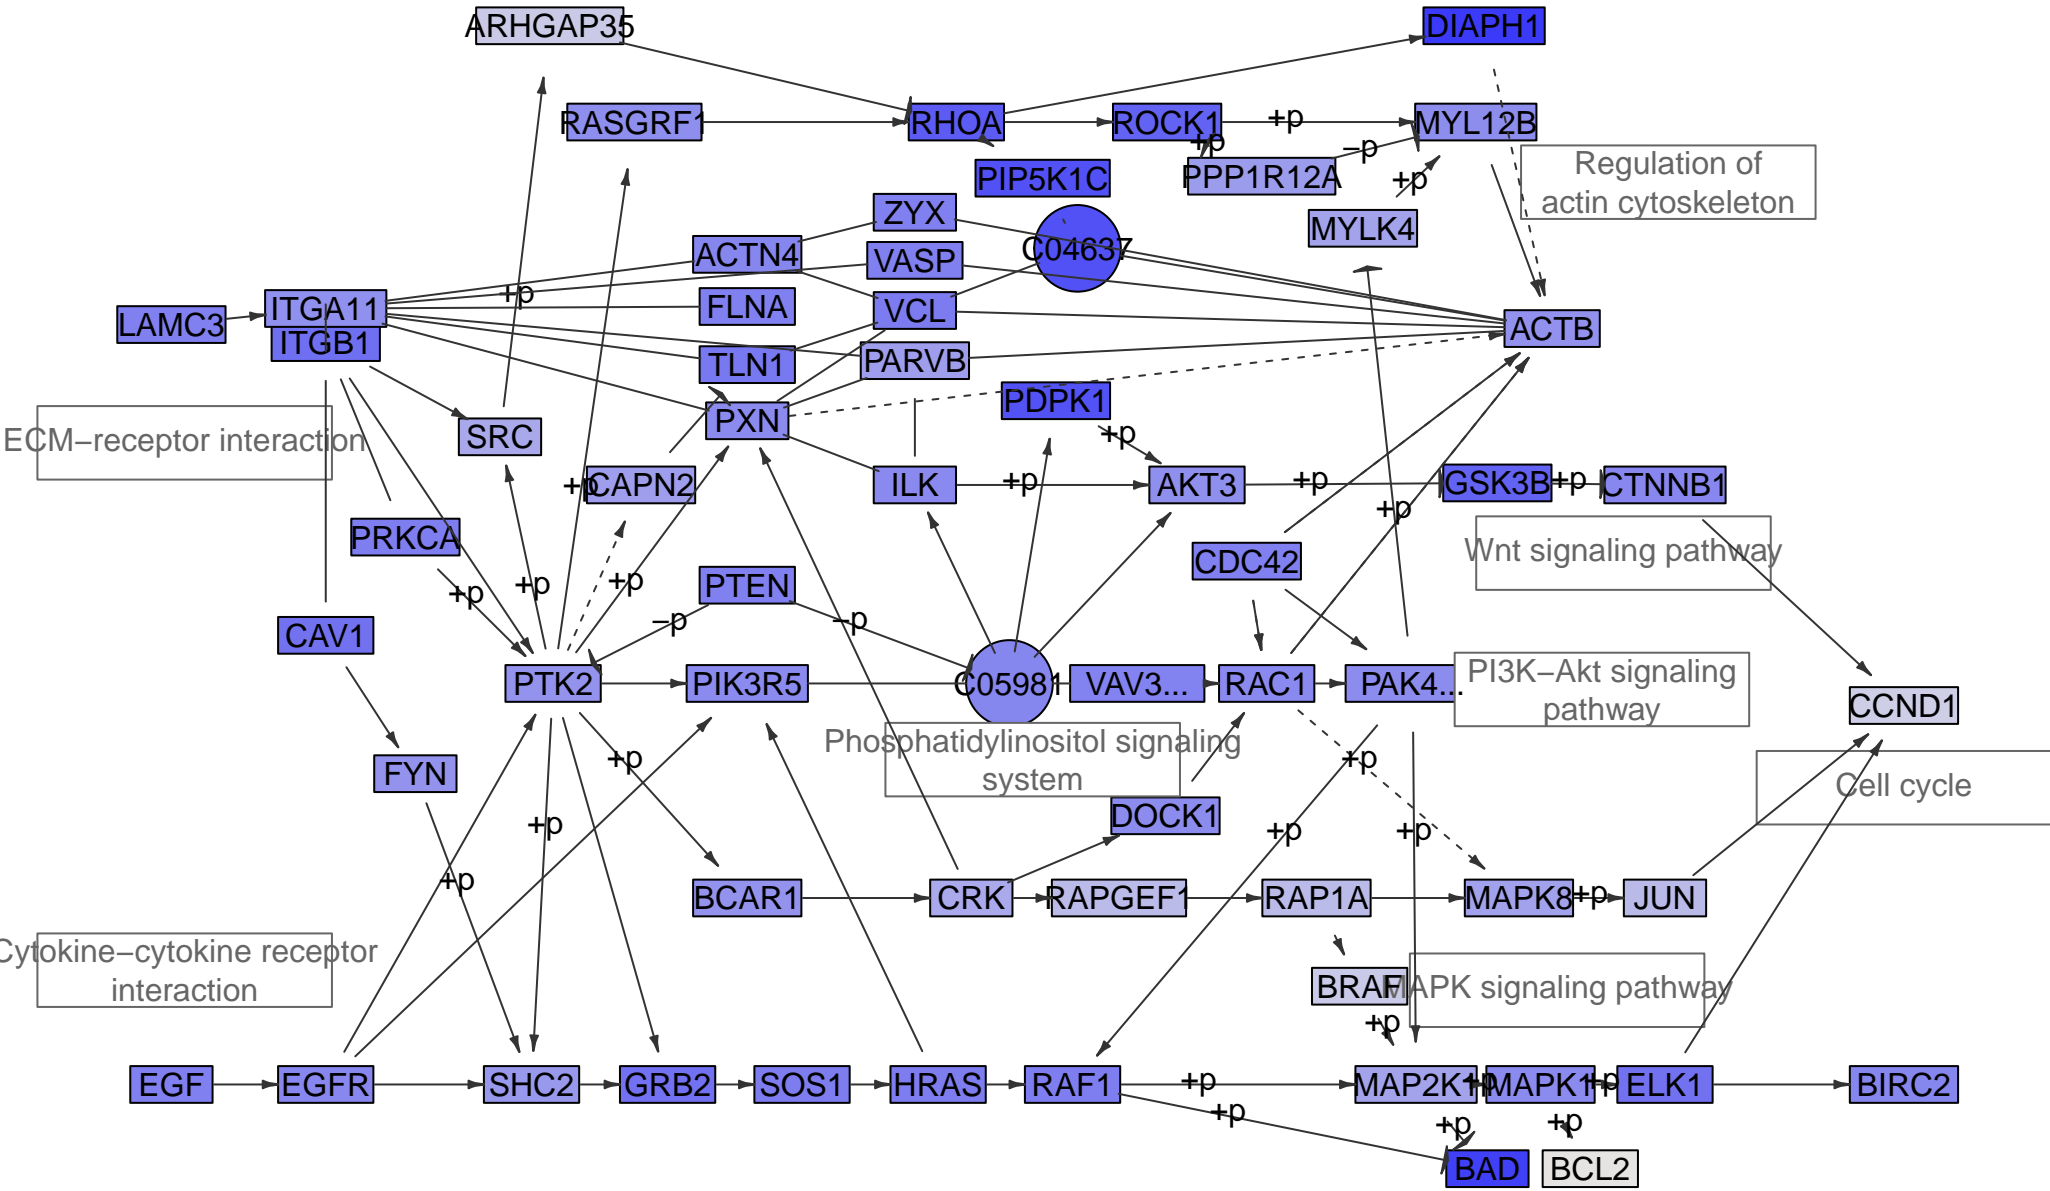 ARHGAP35
DIAPH1
RASGRF1
RHOA
ROCK1
+p
MYL12B
+p
−p
PIP5K1C
PPP1R12A
+p
Regulation of
actin cytoskeleton
ZYX
MYLK4
ACTN4
VASP
C04637
+p
ITGA11
FLNA
VCL
LAMC3
ITGB1
TLN1
PARVB
ACTB
PDPK1
PXN
+p
ECM−receptor interaction
SRC
+p
CAPN2
ILK
+p
AKT3
+p
GSK3B
+p
CTNNB1
+p
PRKCA
Wnt signaling pathway
CDC42
+p
+p
+p
PTEN
−p
−p
CAV1
PTK2
PIK3R5
C05981
VAV3...
RAC1
PAK4...
PI3K−Akt signaling
pathway
CCND1
Phosphatidylinositol signaling
system
+p
+p
FYN
Cell cycle
DOCK1
+p
+p
+p
+p
BCAR1
CRK
RAPGEF1
RAP1A
MAPK8
+p
JUN
Cytokine−cytokine receptor
interaction
BRAF
MAPK signaling pathway
+p
EGF
EGFR
SHC2
GRB2
SOS1
HRAS
RAF1
+p
MAP2K1
+p
MAPK1
+p
ELK1
BIRC2
+p
+p
+p
BAD
BCL2